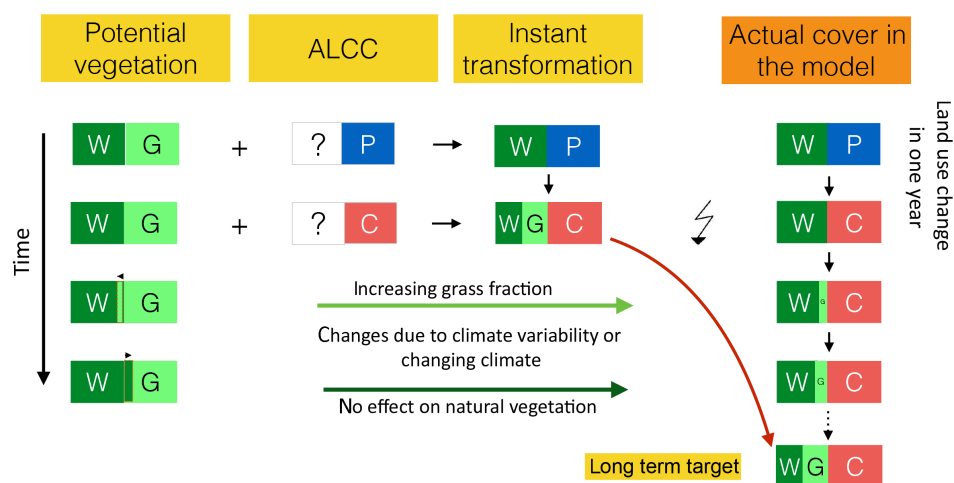 Potential
vegetation
ALCC
Instant
transformation
Actual cover in
the model
Land use change
in one year
Time
W G + ? P W P W P
W G + ? C W G C W C
W G W G C
Increasing grass fraction
Changes due to climate variability or
changing climate
W G W G C
No effect on natural vegetation
Long term target
W G C